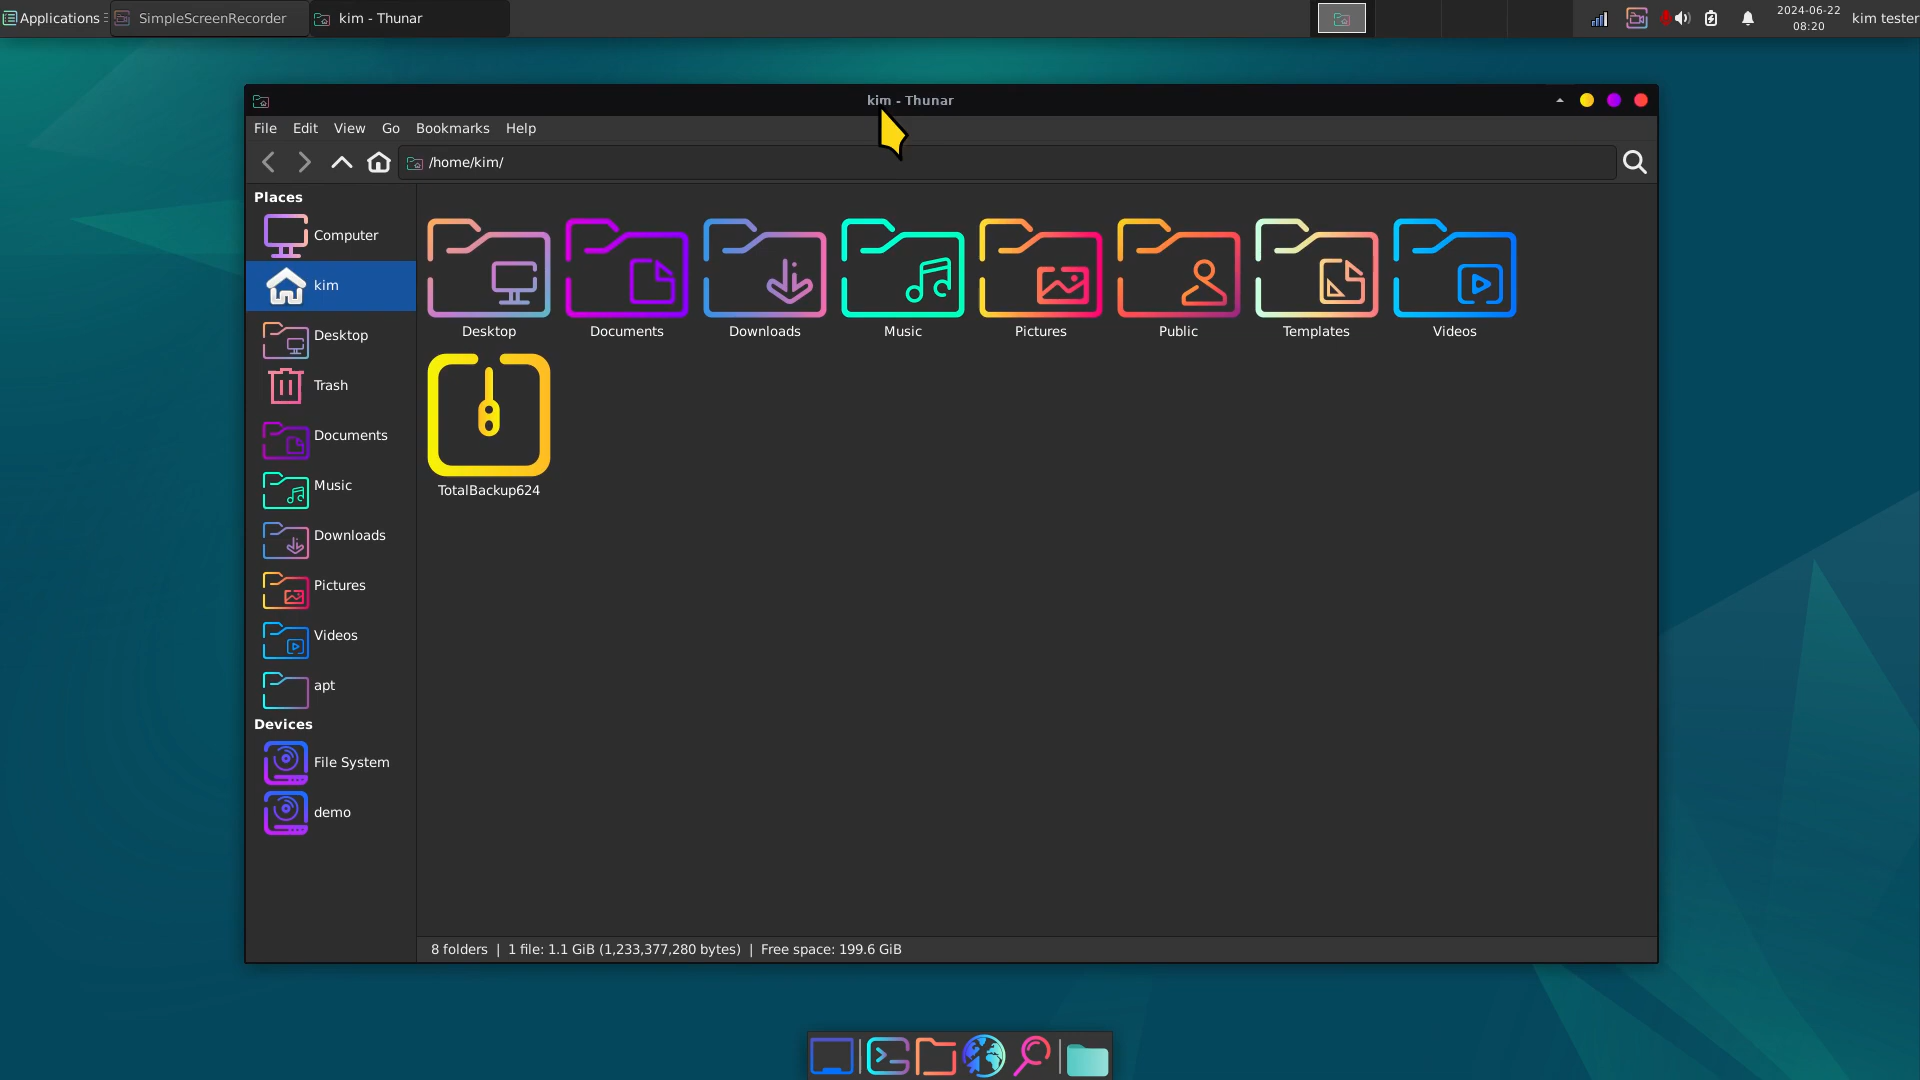 Applications
SimpleScreenRecorder
kim - Thunar
2024-06-22
08:20
kim tester
kim - Thunar
File Edit View Go Bookmarks Help
/home/kim/
Places
Computer
kim
Desktop
Trash
Documents
Music
Downloads
Pictures
Videos
apt
Devices
File System
demo
Desktop
Documents
Downloads
Music
Pictures
Public
Templates
Videos
TotalBackup624
8 folders | 1 file: 1.1 GiB (1,233,377,280 bytes) | Free space: 199.6 GiB